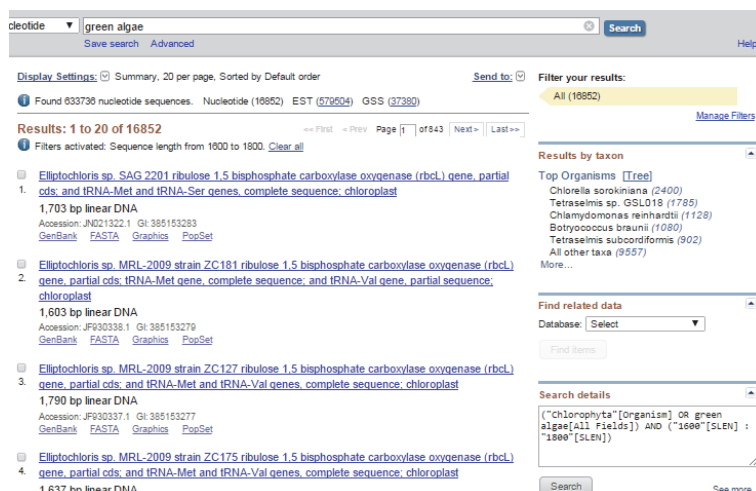 cleotide green algae Search
Save search Advanced Help
Display Settings: Summary, 20 per page, Sorted by Default order Send to:
Found 633736 nucleotide sequences. Nucleotide (16852) EST (579504) GSS (37380)
Results: 1 to 20 of 16852
<< First < Prev Page 1 of 843 Next > Last >>
Filters activated: Sequence length from 1600 to 1800. Clear all
1.
Elliptochloris sp. SAG 2201 ribulose 1,5 bisphosphate carboxylase oxygenase (rbcL) gene, partial
cds; and tRNA-Met and tRNA-Ser genes, complete sequence; chloroplast
1,703 bp linear DNA
Accession: JN021322.1 GI: 385153283
GenBank FASTA Graphics PopSet
2.
Elliptochloris sp. MRL-2009 strain ZC181 ribulose 1,5 bisphosphate carboxylase oxygenase (rbcL)
gene, partial cds; tRNA-Met gene, complete sequence; and tRNA-Val gene, partial sequence;
chloroplast
1,603 bp linear DNA
Accession: JF930338.1 GI: 385153279
GenBank FASTA Graphics PopSet
3.
Elliptochloris sp. MRL-2009 strain ZC127 ribulose 1,5 bisphosphate carboxylase oxygenase (rbcL)
gene, partial cds; and tRNA-Met and tRNA-Val genes, complete sequence; chloroplast
1,790 bp linear DNA
Accession: JF930337.1 GI: 385153277
GenBank FASTA Graphics PopSet
4.
Elliptochloris sp. MRL-2009 strain ZC175 ribulose 1,5 bisphosphate carboxylase oxygenase (rbcL)
gene, partial cds; and tRNA-Met and tRNA-Val genes, complete sequence; chloroplast
1,637 bp linear DNA
Filter your results:
All (16852)
Manage Filters
Results by taxon
Top Organisms [Tree]
Chlorella sorokiniana (2400)
Tetraselmis sp. GSL018 (1785)
Chlamydomonas reinhardtii (1128)
Botryococcus braunii (1080)
Tetraselmis subcordiformis (902)
All other taxa (9557)
More...
Find related data
Database: Select
Find items
Search details
("Chlorophyta"[Organism] OR green
algae[All Fields]) AND ("1600"[SLEN] :
"1800"[SLEN])
Search See more...